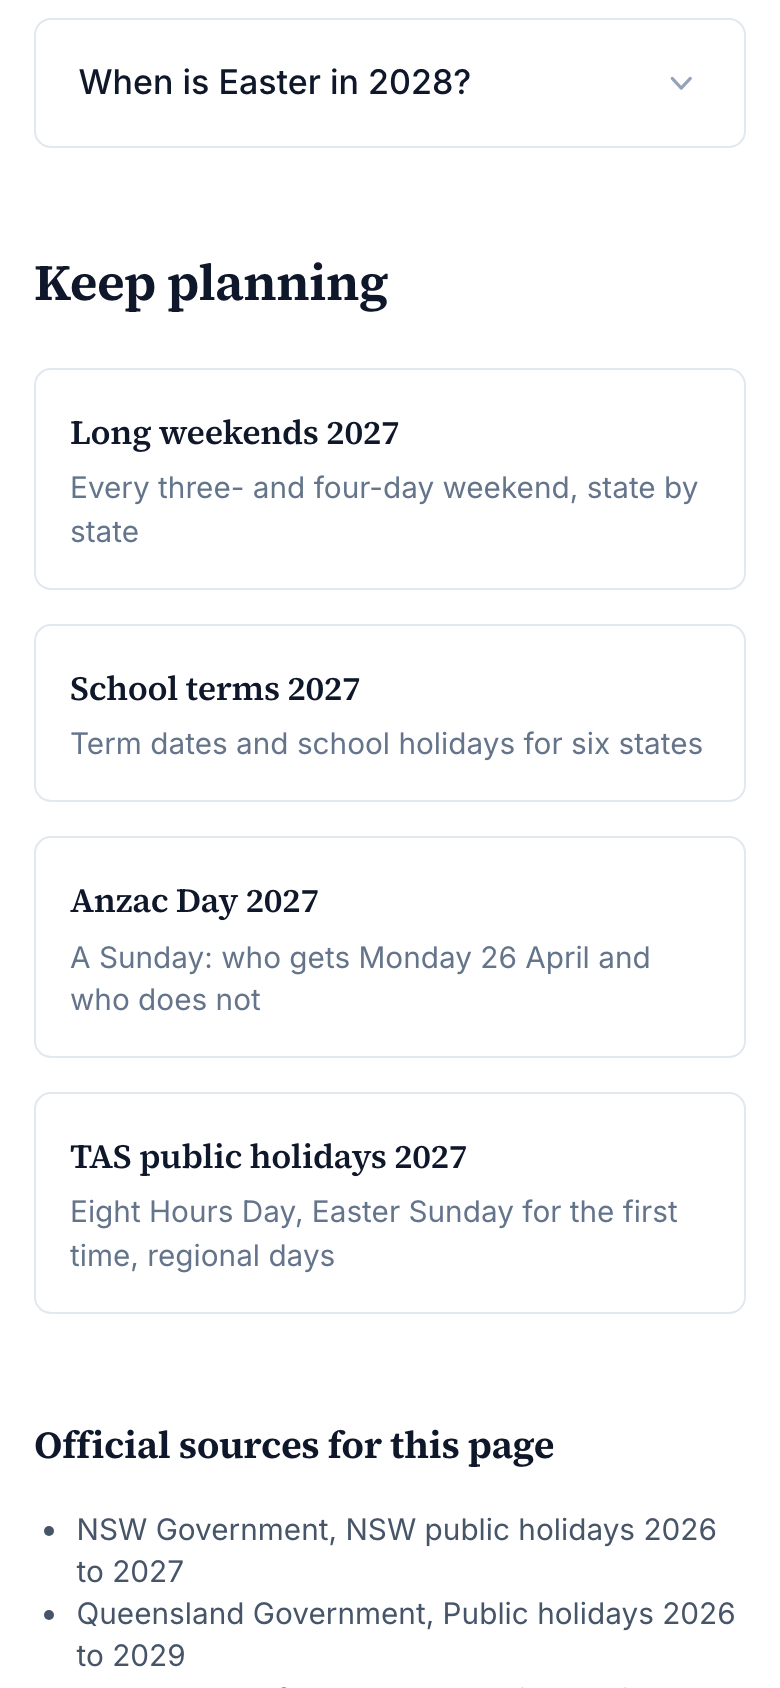 When is Easter in 2028?
Keep planning
Long weekends 2027
Every three- and four-day weekend, state by
state
School terms 2027
Term dates and school holidays for six states
Anzac Day 2027
A Sunday: who gets Monday 26 April and
who does not
TAS public holidays 2027
Eight Hours Day, Easter Sunday for the first
time, regional days
Official sources for this page
• NSW Government, NSW public holidays 2026
to 2027
• Queensland Government, Public holidays 2026
to 2029